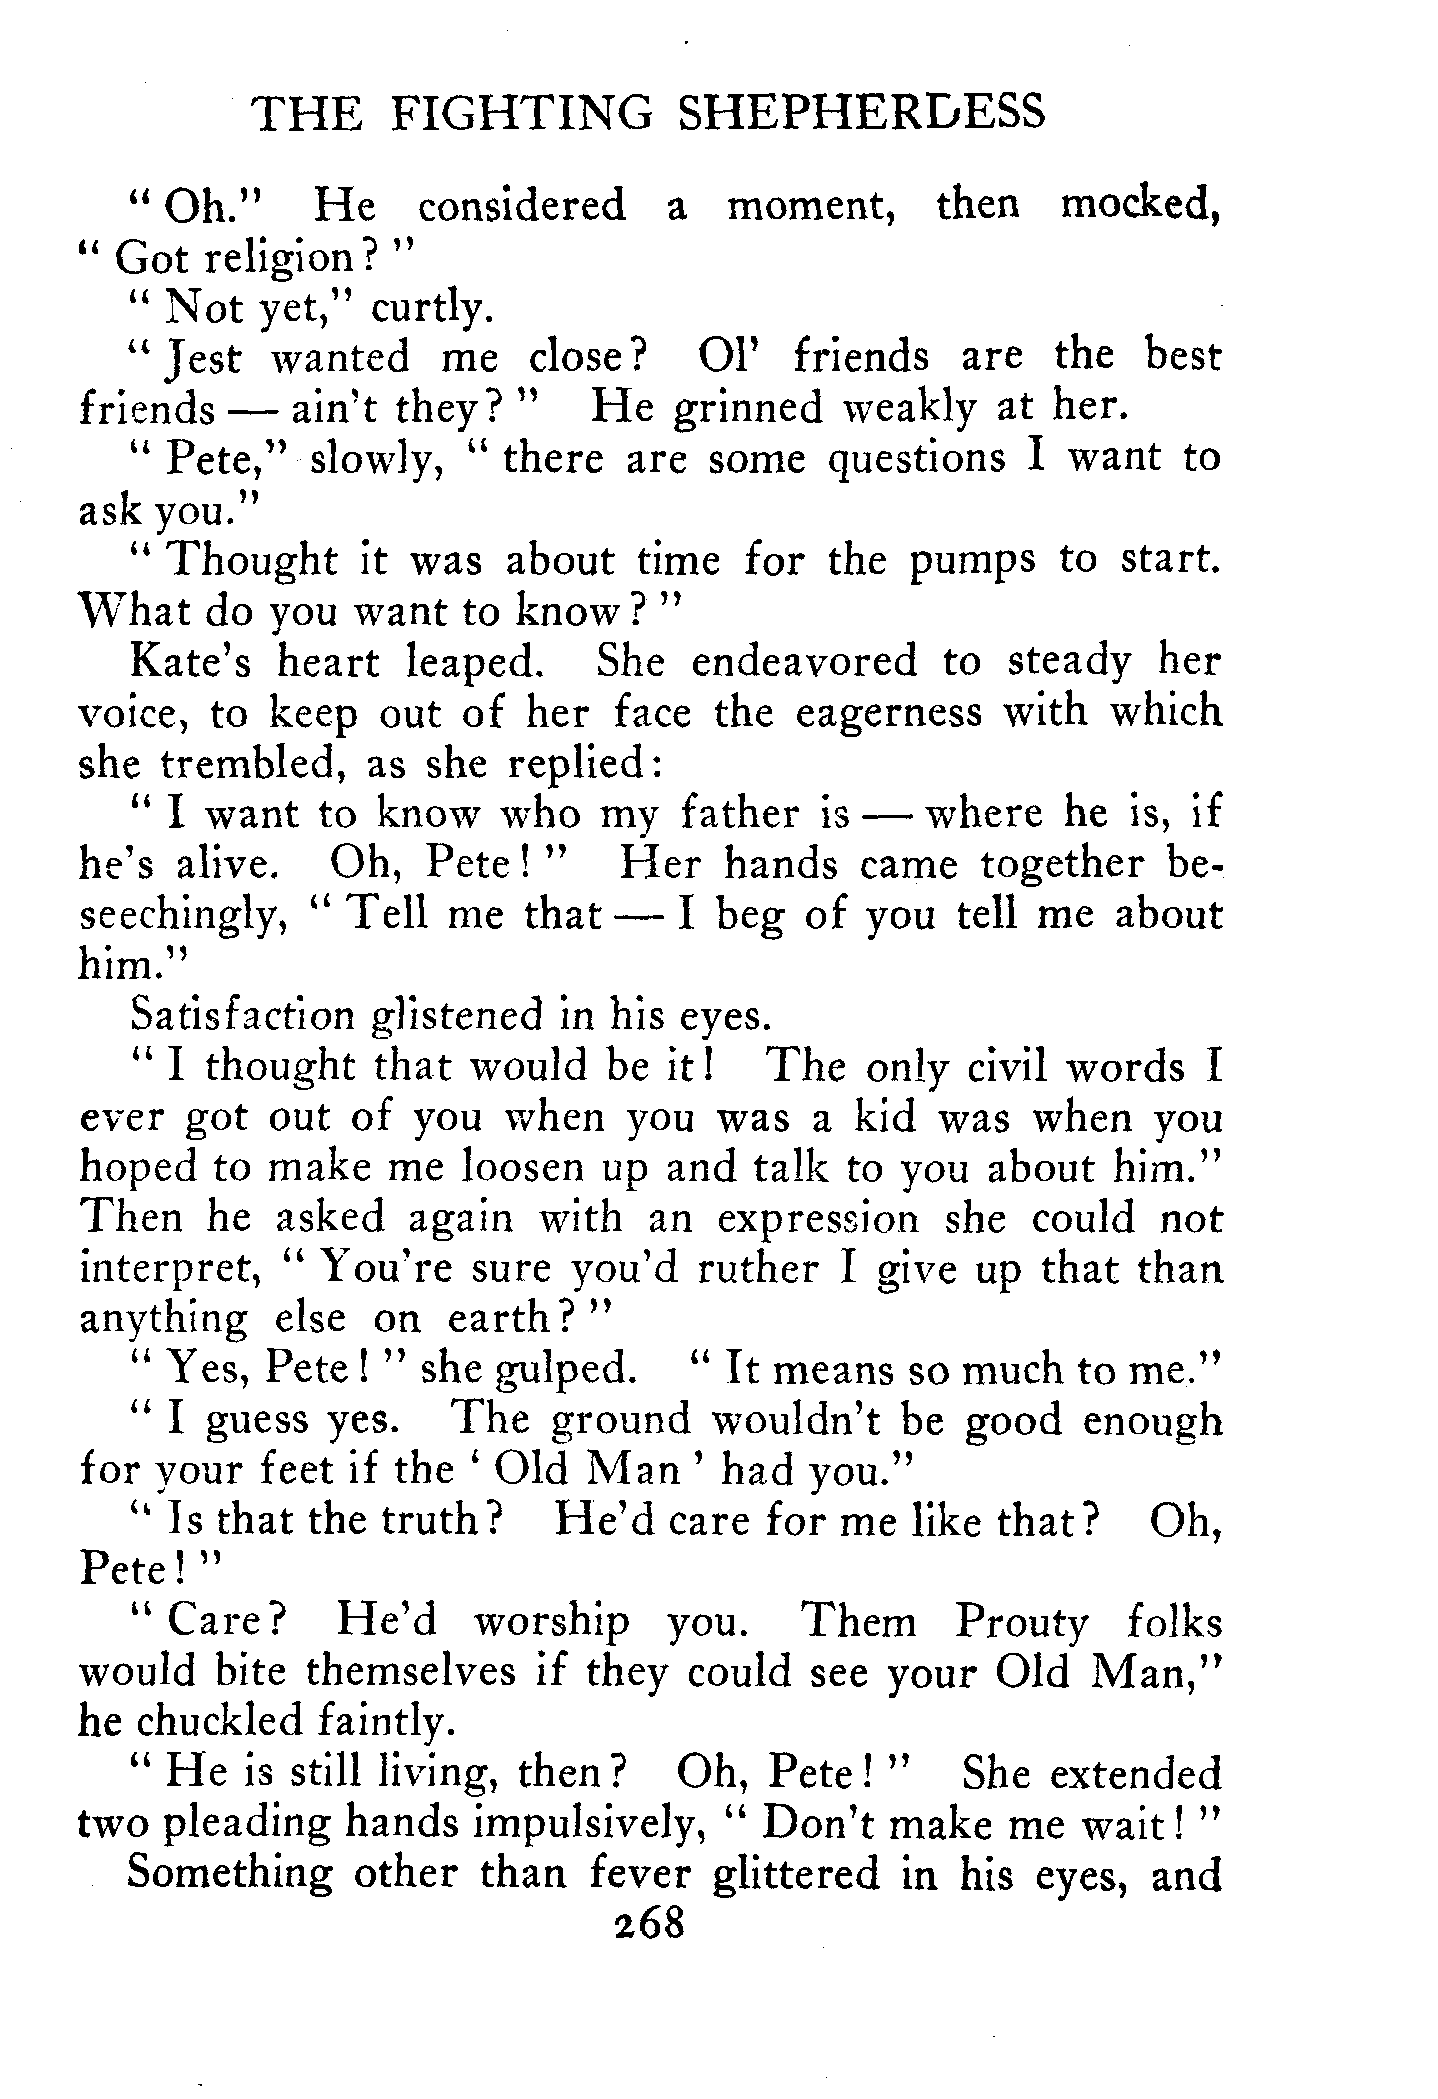 THE FIGHTING SHEPHERDESS
“ Oh.” He considered a moment, then mocked,
“ Got religion? ”
“ Not yet,” curtly.
“ Jest wanted me close? Ol’ friends are the best
friends — ain’t they? ” He grinned weakly at her.
“ Pete,” slowly, “ there are some questions I want to
ask you.”
“ Thought it was about time for the pumps to start.
What do you want to know? ”
Kate’s heart leaped. She endeavored to steady her
voice, to keep out of her face the eagerness with which
she trembled, as she replied:
“ I want to know who my father is — where he is, if
he’s alive. Oh, Pete! ” Her hands came together be-
seechingly, “ Tell me that — I beg of you tell me about
him.”
Satisfaction glistened in his eyes.
“ I thought that would be it! The only civil words I
ever got out of you when you was a kid was when you
hoped to make me loosen up and talk to you about him.”
Then he asked again with an expression she could not
interpret, “ You’re sure you’d ruther I give up that than
anything else on earth? ”
“ Yes, Pete! ” she gulped. “ It means so much to me.”
“ I guess yes. The ground wouldn’t be good enough
for your feet if the ‘ Old Man ’ had you.”
“ Is that the truth? He’d care for me like that? Oh,
Pete! ”
“ Care? He’d worship you. Them Prouty folks
would bite themselves if they could see your Old Man,”
he chuckled faintly.
“ He is still living, then? Oh, Pete! ” She extended
two pleading hands impulsively, “ Don’t make me wait! ”
Something other than fever glittered in his eyes, and
268